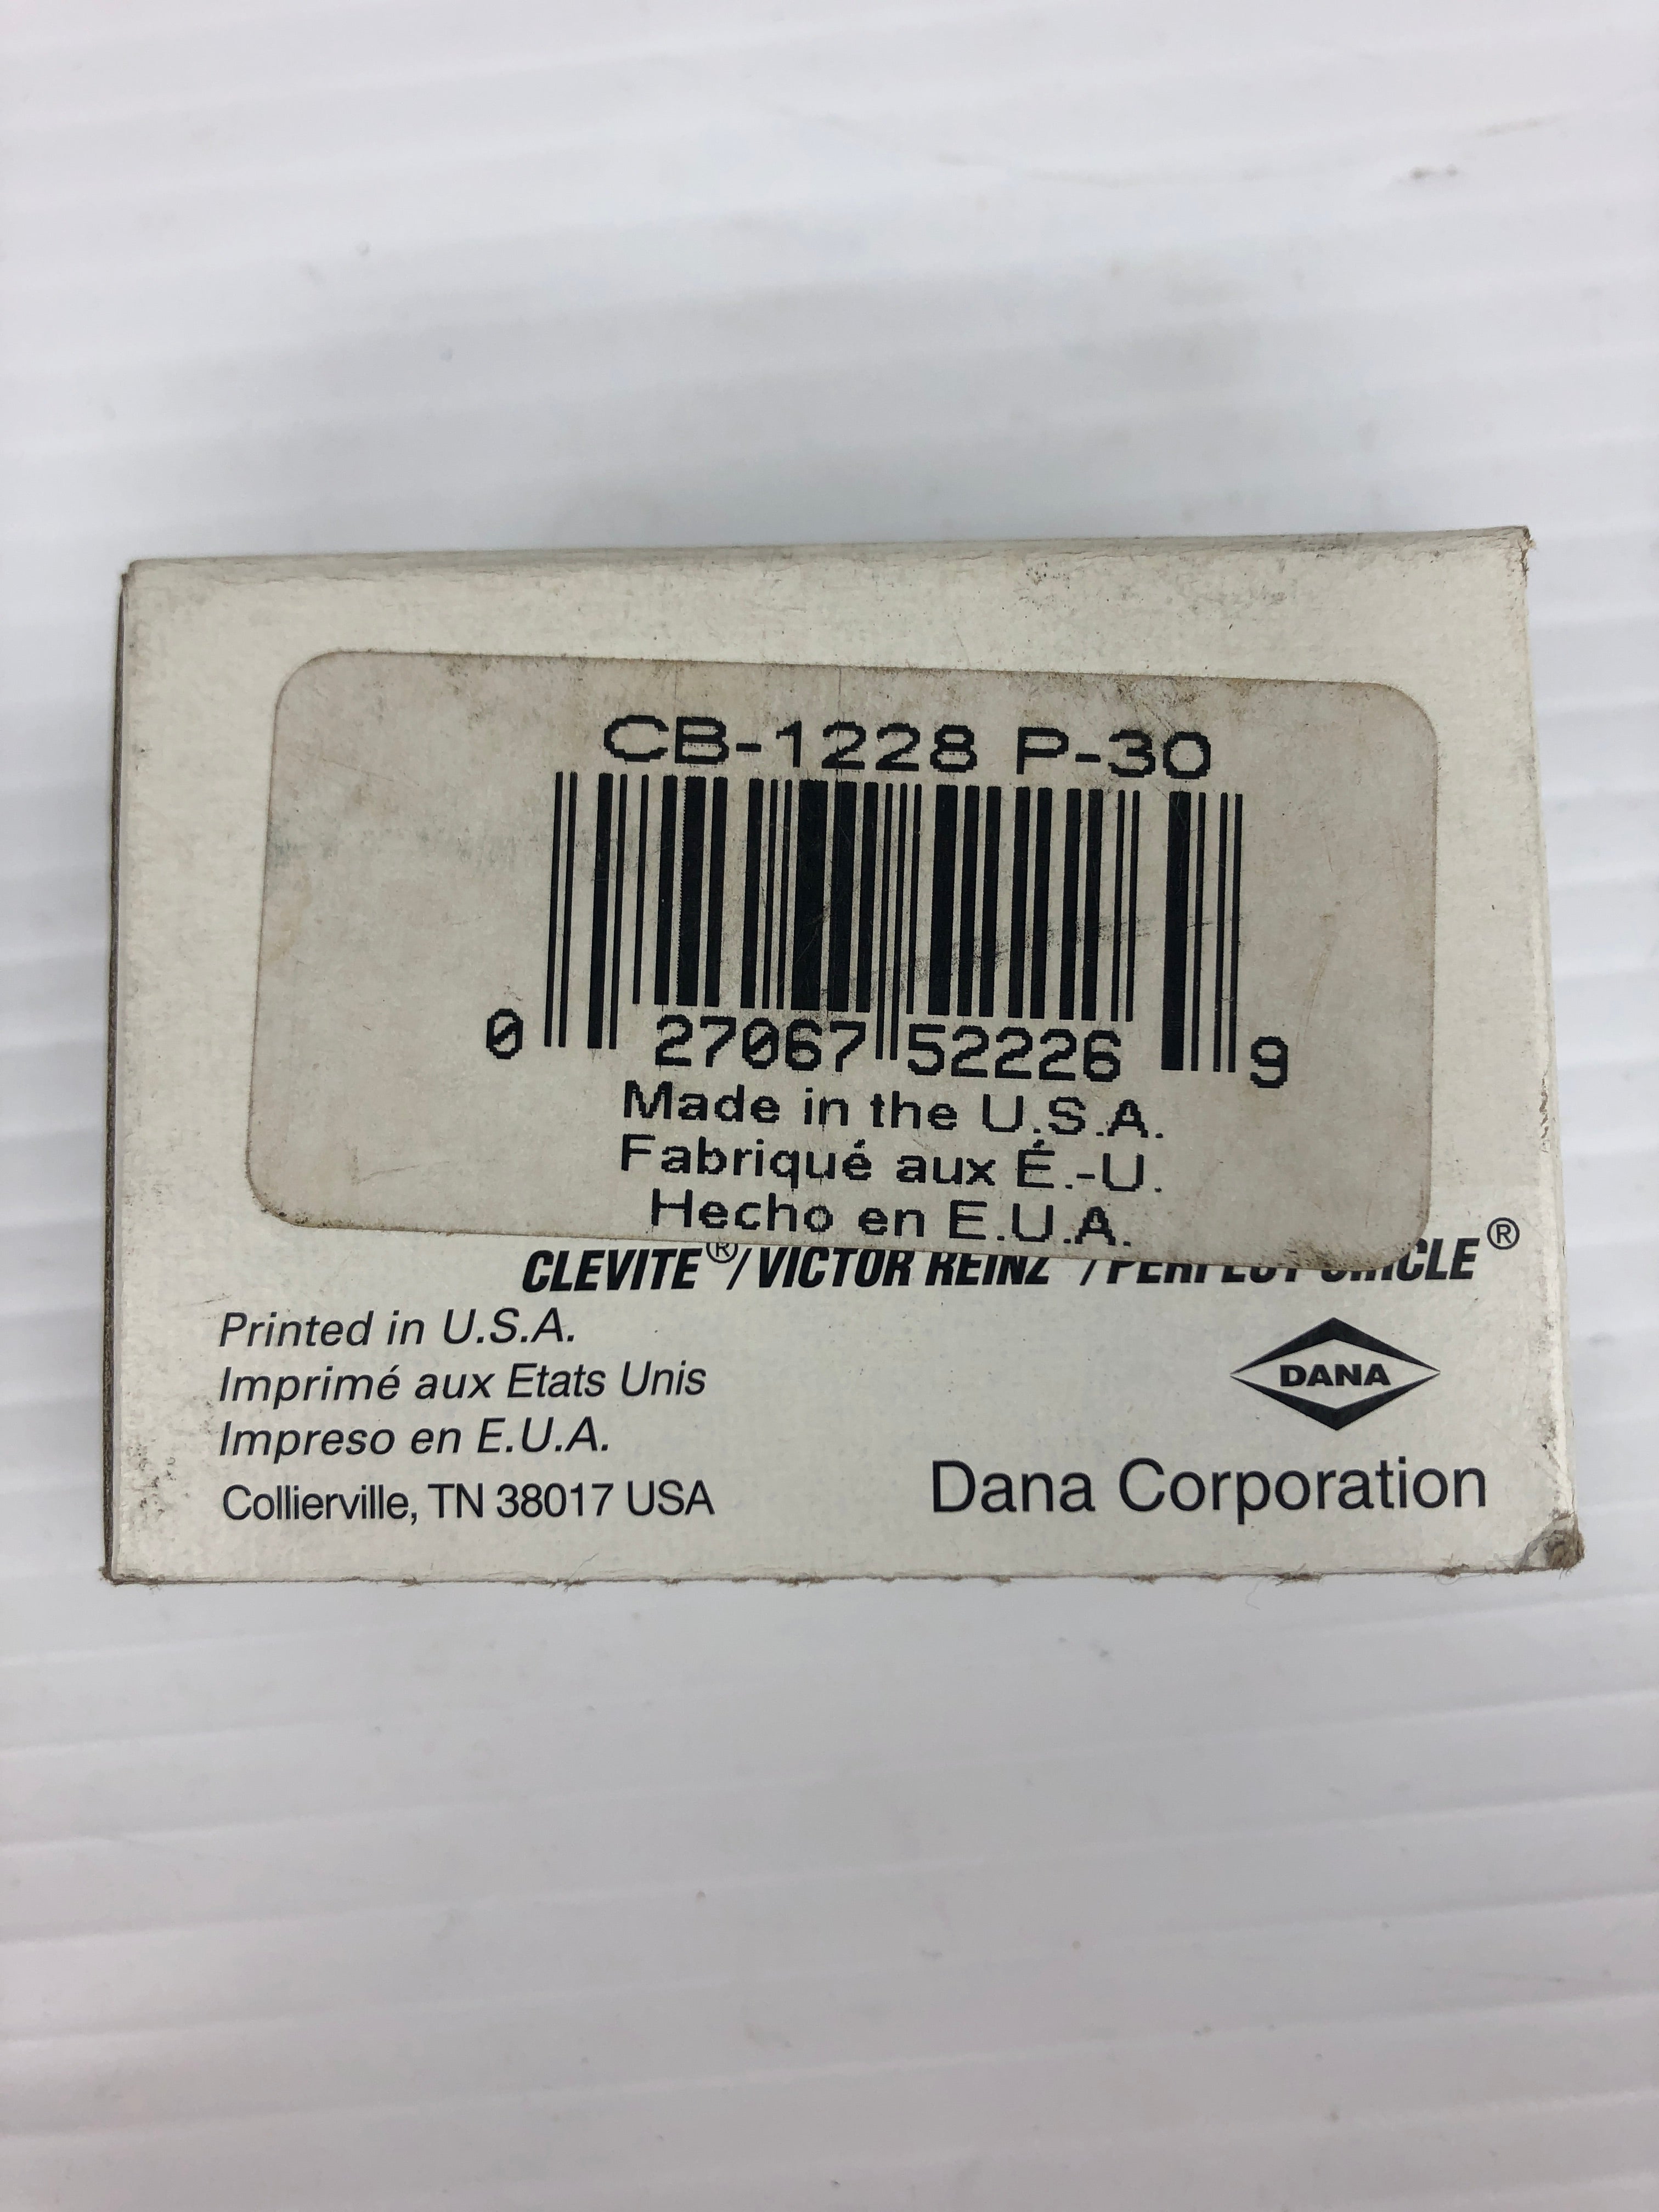 CB-1228 P-30
0 27067 52226 9
Made in the U.S.A.
Fabriqué aux É.-U.
Hecho en E.U.A.
CLEVITE®/VICTOR REINZ /PERFECT CIRCLE®
Printed in U.S.A.
Imprimé aux Etats Unis
Impreso en E.U.A.
Collierville, TN 38017 USA
DANA
Dana Corporation